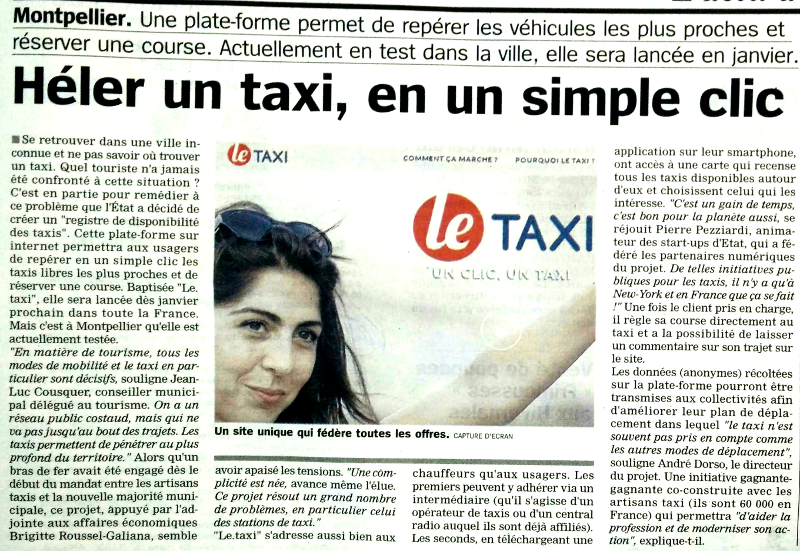 Montpellier. Une plate-forme permet de repérer les véhicules les plus proches et
réserver une course. Actuellement en test dans la ville, elle sera lancée en janvier.
Héler un taxi, en un simple clic
Se retrouver dans une ville in-
connue et ne pas savoir où trouver
un taxi. Quel touriste n'a jamais
été confronté à cette situation ?
C'est en partie pour remédier à
ce problème que l'État a décidé de
créer un "registre de disponibilité
des taxis". Cette plate-forme sur
internet permettra aux usagers
de repérer en un simple clic les
taxis libres les plus proches et de
réserver une course. Baptisée "Le.
taxi", elle sera lancée dès janvier
prochain dans toute la France.
Mais c'est à Montpellier qu'elle est
actuellement testée.
"En matière de tourisme, tous les
modes de mobilité et le taxi en par-
ticulier sont décisifs, souligne Jean-
Luc Cousquer, conseiller munici-
pal délégué au tourisme. On a un
réseau public costaud, mais qui ne
va pas jusqu'au bout des trajets. Les
taxis permettent de pénétrer au plus
profond du territoire." Alors qu'un
bras de fer avait été engagé dès le
début du mandat entre les artisans
taxis et la nouvelle majorité muni-
cipale, ce projet, appuyé par l'ad-
jointe aux affaires économiques
Brigitte Roussel-Galiana, semble
le TAXI
COMMENT ÇA MARCHE ?
POURQUOI LE TAXI ?
le TAXI
UN CLIC, UN TAXI
Un site unique qui fédère toutes les offres. CAPTURE D'ECRAN
avoir apaisé les tensions. "Une com-
plicité est née, avance même l'élue.
Ce projet résout un grand nombre
de problèmes, en particulier celui
des stations de taxi."
"Le.taxi" s'adresse aussi bien aux
chauffeurs qu'aux usagers. Les
premiers peuvent y adhérer via un
intermédiaire (qu'il s'agisse d'un
opérateur de taxis ou d'un central
radio auquel ils sont déjà affiliés).
Les seconds, en téléchargeant une
application sur leur smartphone,
ont accès à une carte qui recense
tous les taxis disponibles autour
d'eux et choisissent celui qui les
intéresse. "C'est un gain de temps,
c'est bon pour la planète aussi, se
réjouit Pierre Pezziardi, anima-
teur des start-ups d'Etat, qui a fé-
déré les partenaires numériques
du projet. De telles initiatives pu-
bliques pour les taxis, il n'y a qu'à
New-York et en France que ça se fait
!" Une fois le client pris en charge,
il règle sa course directement au
taxi et a la possibilité de laisser
un commentaire sur son trajet sur
le site.
Les données (anonymes) récoltées
sur la plate-forme pourront être
transmises aux collectivités afin
d'améliorer leur plan de dépla-
cement dans lequel "le taxi n'est
souvent pas pris en compte comme
les autres modes de déplacement",
souligne André Dorso, le directeur
du projet. Une initiative gagnante-
gagnante co-construite avec les
artisans taxi (ils sont 60 000 en
France) qui permettra "d'aider la
profession et de moderniser son ac-
tion", explique-t-il.